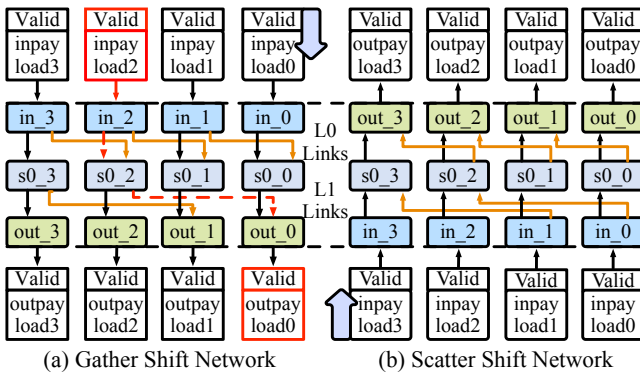 Valid Valid Valid Valid Valid Valid Valid Valid
inpay inpay inpay inpay outpay outpay outpay outpay
load3 load2 load1 load0 load3 load2 load1 load0
in_3 in_2 in_1 in_0 out_3 out_2 out_1 out_0
L0
Links
s0_3 s0_2 s0_1 s0_0 s0_3 s0_2 s0_1 s0_0
L1
Links
out_3 out_2 out_1 out_0 in_3 in_2 in_1 in_0
Valid Valid Valid Valid Valid Valid Valid Valid
outpay outpay outpay outpay inpay inpay inpay inpay
load3 load2 load1 load0 load3 load2 load1 load0
(a) Gather Shift Network (b) Scatter Shift Network